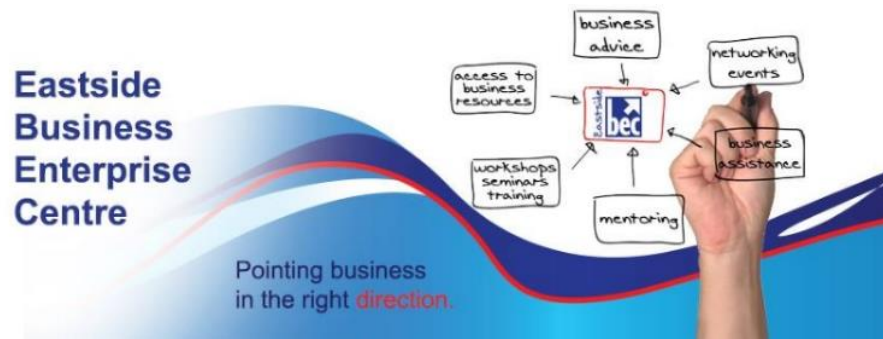 Eastside
Business
Enterprise
Centre
business
advice
networking
events
access to
business
resources
Eastside
bec
business
assistance
workshops
seminars
training
mentoring
Pointing business
in the right direction.